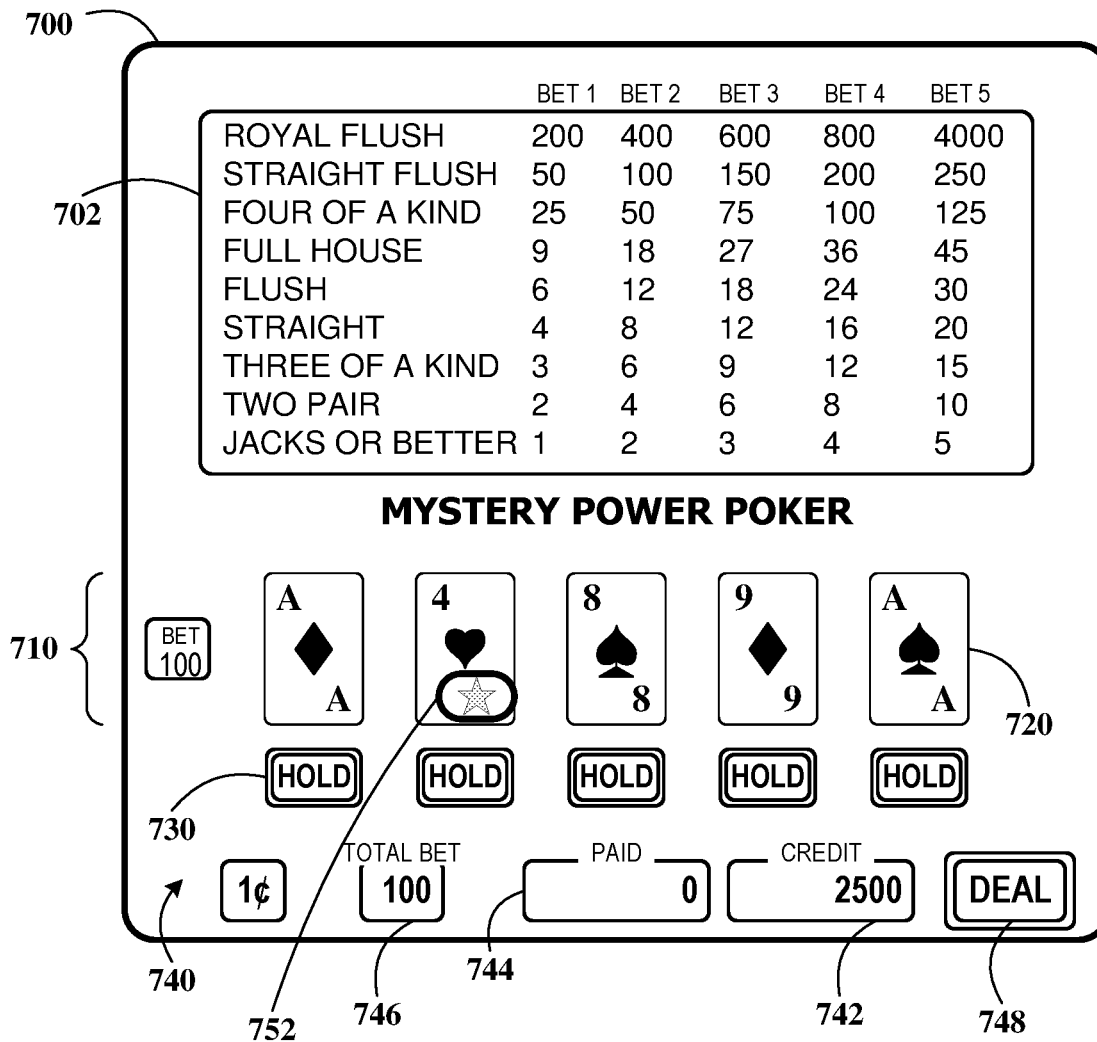 700
BET 1 BET 2 BET 3 BET 4 BET 5
ROYAL FLUSH 200 400 600 800 4000
STRAIGHT FLUSH 50 100 150 200 250
702
FOUR OF A KIND 25 50 75 100 125
FULL HOUSE 9 18 27 36 45
FLUSH 6 12 18 24 30
STRAIGHT 4 8 12 16 20
THREE OF A KIND 3 6 9 12 15
TWO PAIR 2 4 6 8 10
JACKS OR BETTER 1 2 3 4 5
MYSTERY POWER POKER
A 4 8 9 A
710
BET
100
A 8 9 A
720
HOLD HOLD HOLD HOLD HOLD
730
TOTAL BET PAID CREDIT
1¢ 100 0 2500 DEAL
740 746 744 742 748
752